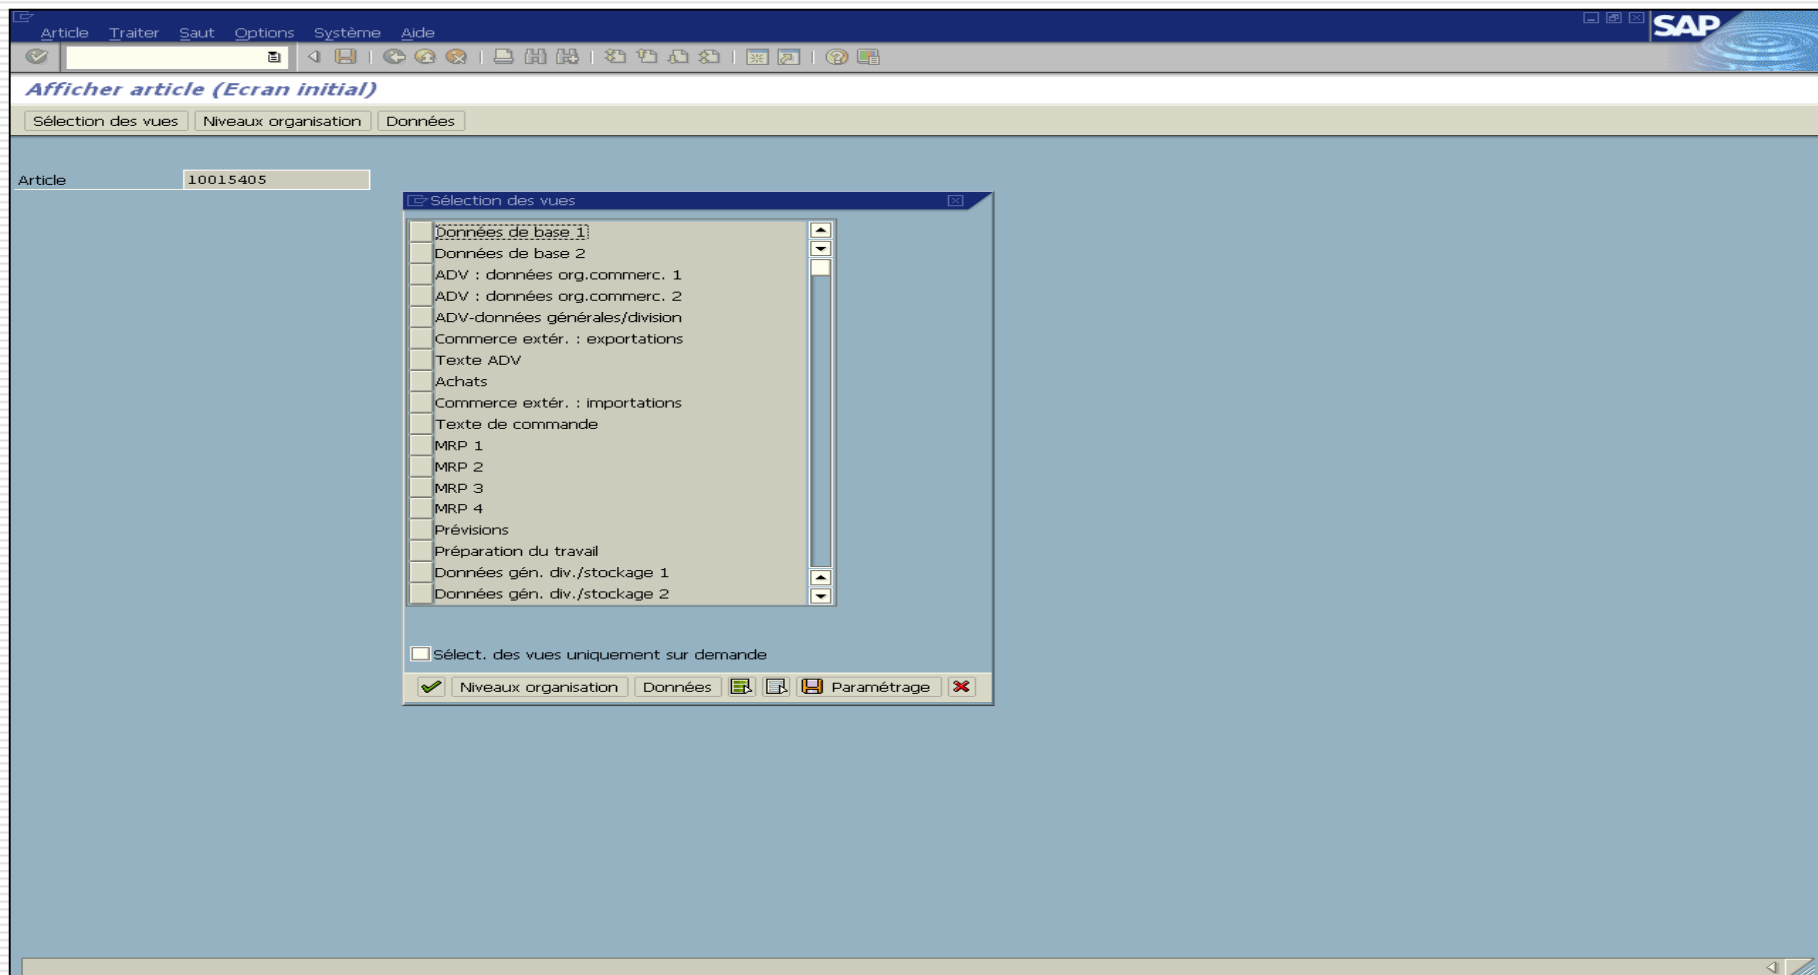 Article Traiter Saut Options Système Aide
SAP
Afficher article (Ecran initial)
Sélection des vues Niveaux organisation Données
Article 10015405
Sélection des vues
Données de base 1
Données de base 2
ADV : données org.commerc. 1
ADV : données org.commerc. 2
ADV-données générales/division
Commerce extér. : exportations
Texte ADV
Achats
Commerce extér. : importations
Texte de commande
MRP 1
MRP 2
MRP 3
MRP 4
Prévisions
Préparation du travail
Données gén. div./stockage 1
Données gén. div./stockage 2
Sélect. des vues uniquement sur demande
Niveaux organisation Données Paramétrage